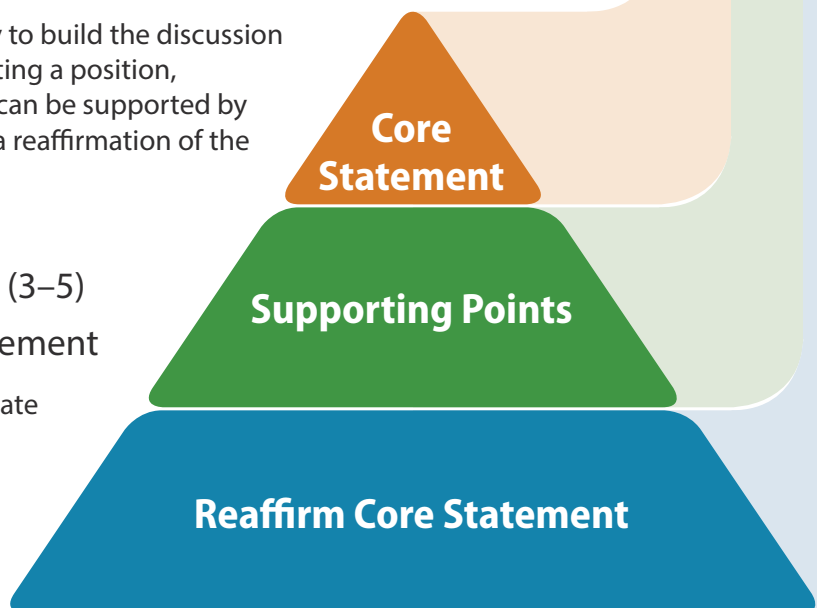 to build the discussion
ting a position,
can be supported by
a reaffirmation of the
(3–5)
ement
ate
Core
Statement
Supporting Points
Reaffirm Core Statement